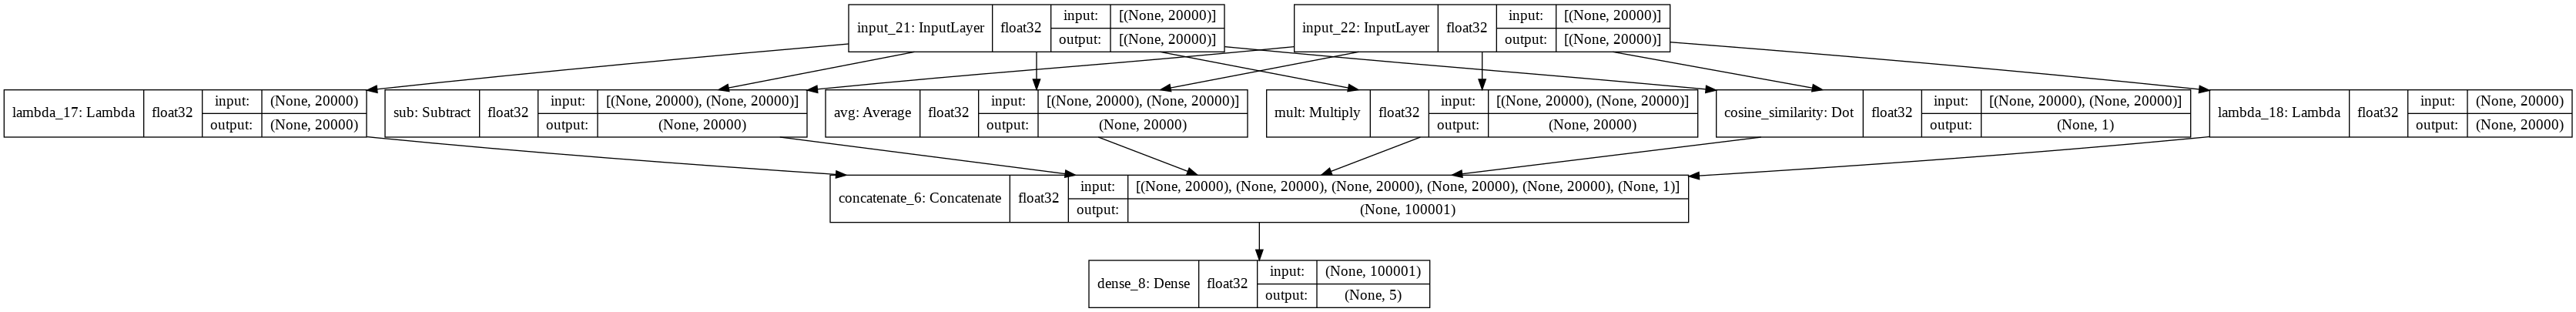 input_21: InputLayer float32 input: [(None, 20000)]
output: [(None, 20000)]
input_22: InputLayer float32 input: [(None, 20000)]
output: [(None, 20000)]
lambda_17: Lambda float32 input: (None, 20000)
output: (None, 20000)
sub: Subtract float32 input: [(None, 20000), (None, 20000)]
output: (None, 20000)
avg: Average float32 input: [(None, 20000), (None, 20000)]
output: (None, 20000)
mult: Multiply float32 input: [(None, 20000), (None, 20000)]
output: (None, 20000)
cosine_similarity: Dot float32 input: [(None, 20000), (None, 20000)]
output: (None, 1)
lambda_18: Lambda float32 input: (None, 20000)
output: (None, 20000)
concatenate_6: Concatenate float32 input: [(None, 20000), (None, 20000), (None, 20000), (None, 20000), (None, 20000), (None, 1)]
output: (None, 100001)
dense_8: Dense float32 input: (None, 100001)
output: (None, 5)